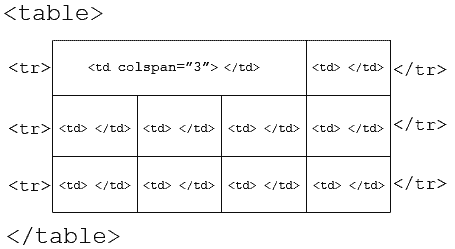 <table>
<tr> <td colspan=”3”> </td> <td> </td> </tr>
<tr> <td> </td> <td> </td> <td> </td> <td> </td> </tr>
<tr> <td> </td> <td> </td> <td> </td> <td> </td> </tr>
</table>